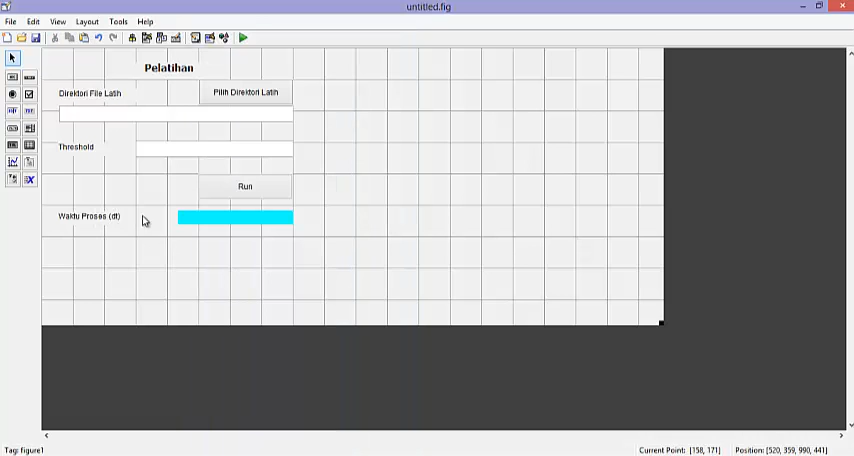 untitled.fig
File Edit View Layout Tools Help
Pelatihan
Direktori File Latih
Pilih Direktori Latih
Threshold
Run
Waktu Proses (dt)
Tag: figure1
Current Point: [158, 171]
Position: [520, 359, 990, 441]